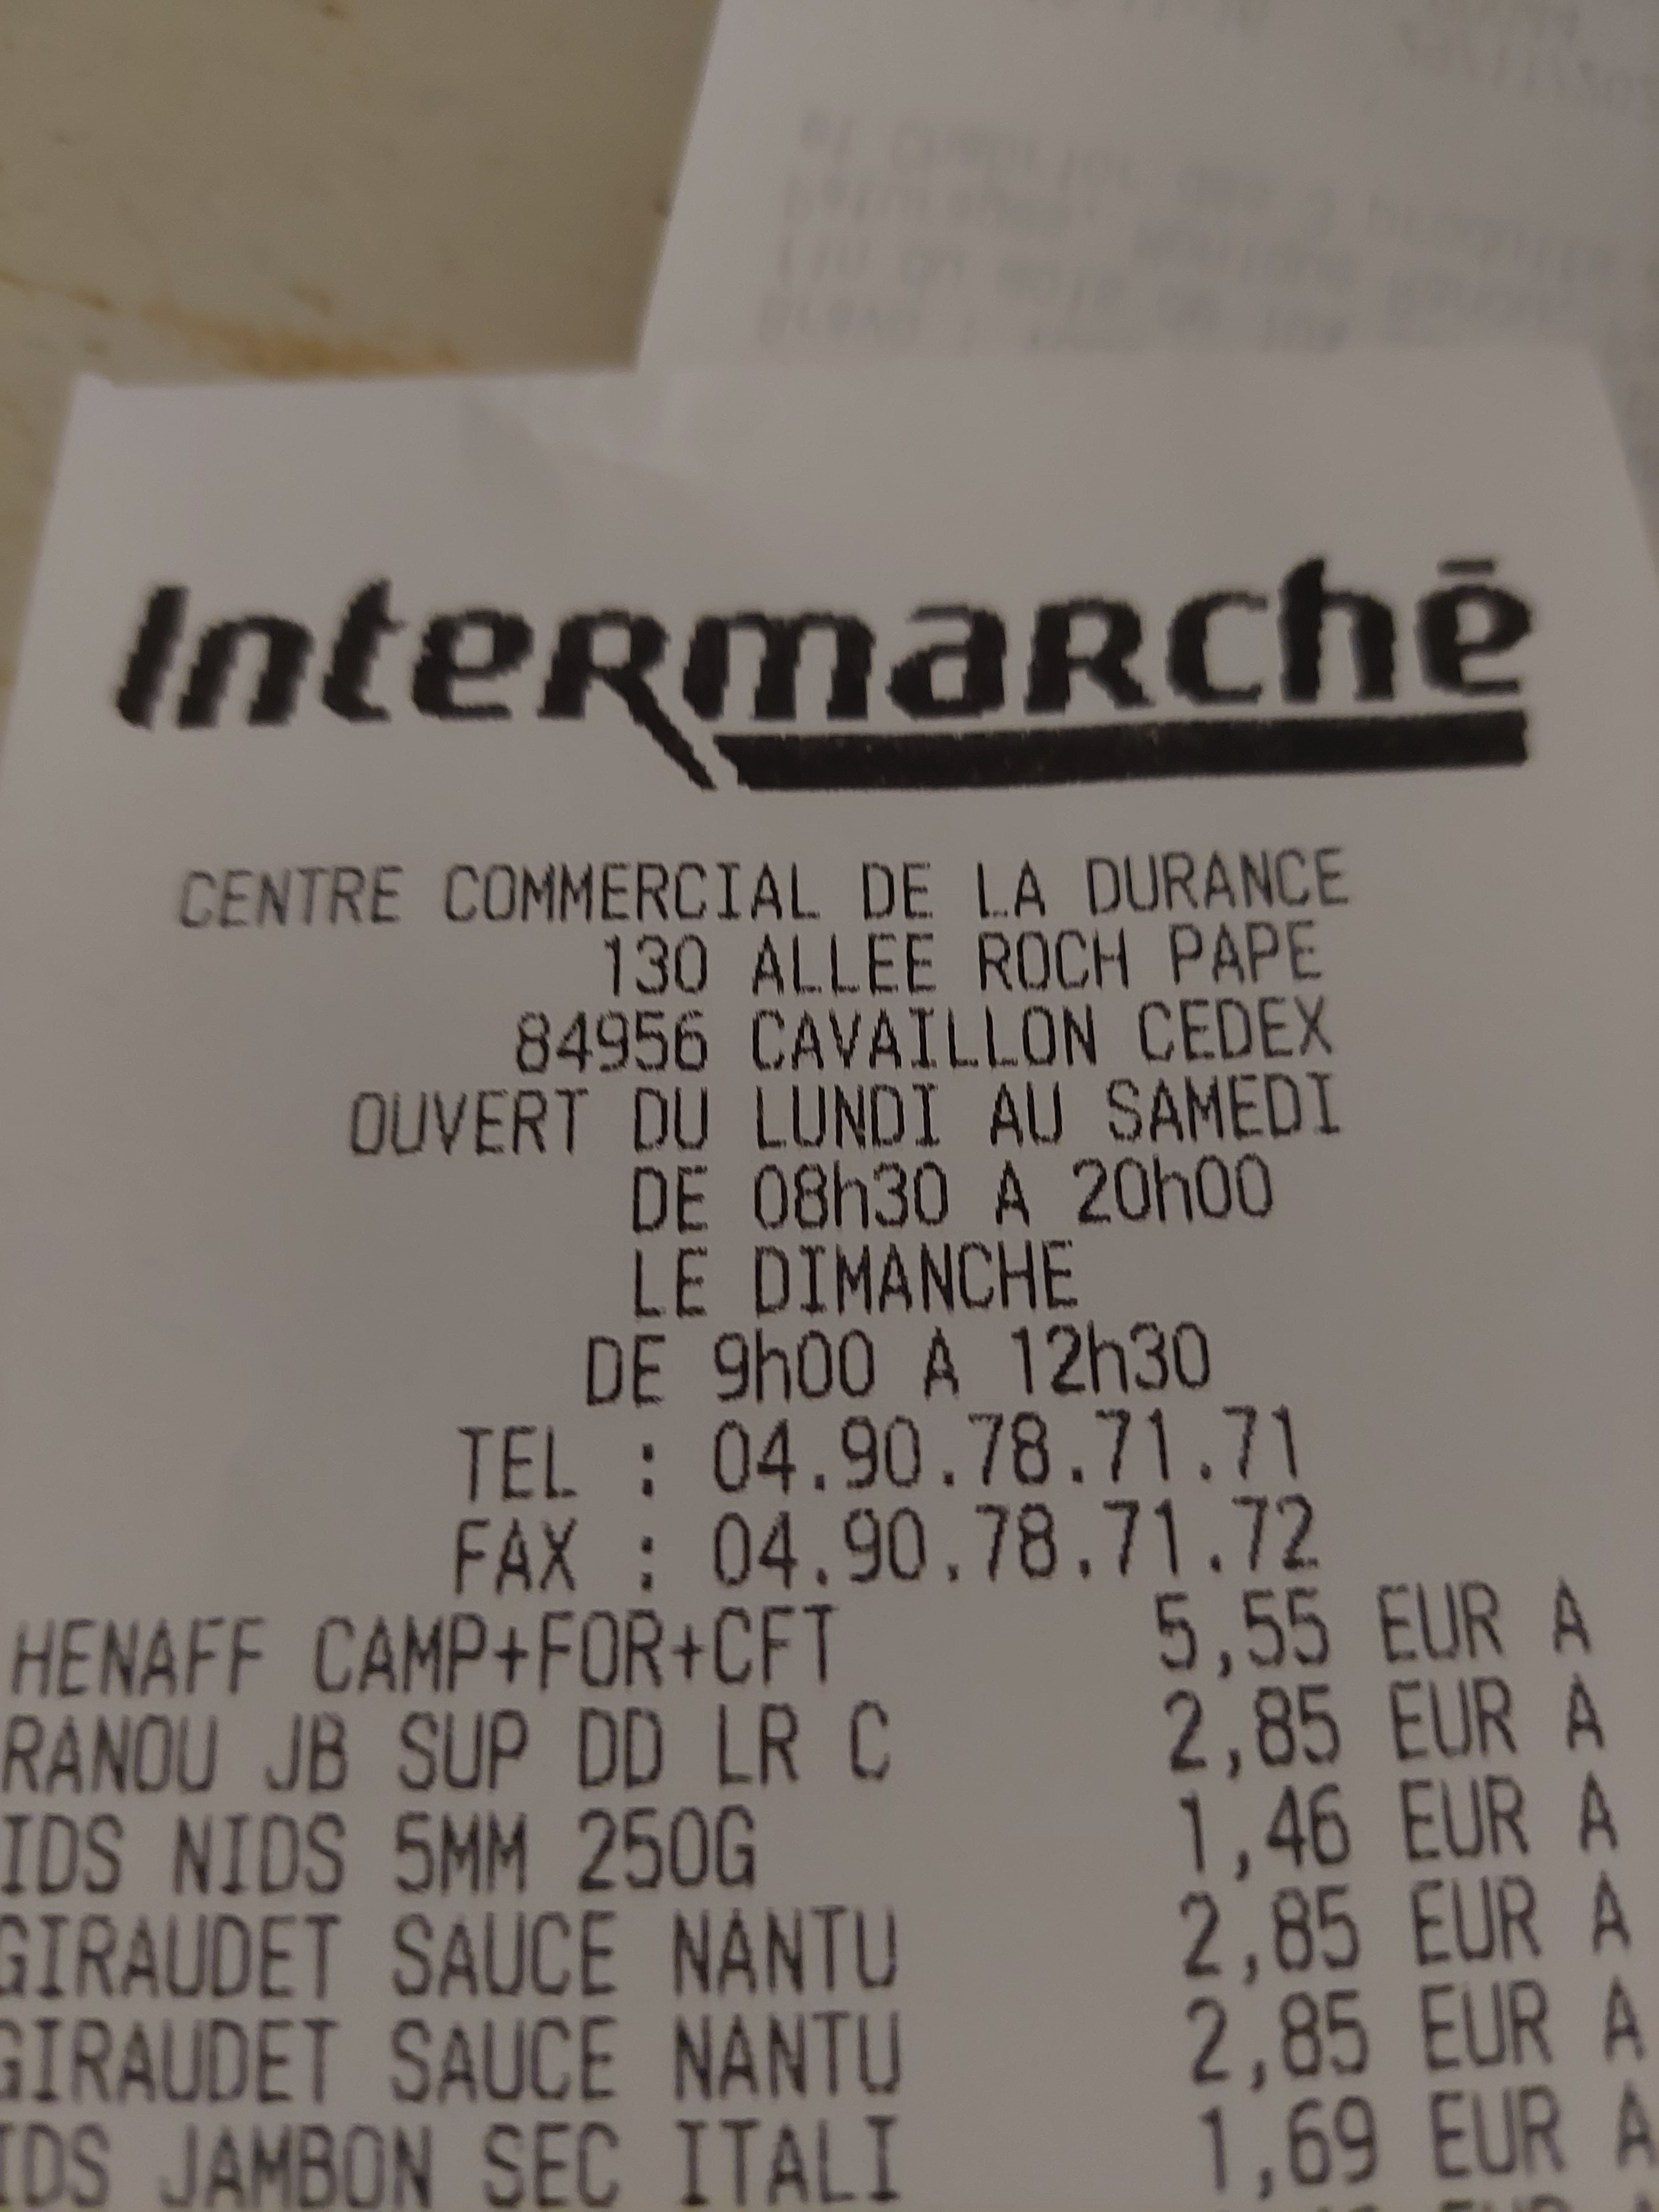 Intermarchē
CENTRE COMMERCIAL DE LA DURANCE
130 ALLEE ROCH PAPE
84956 CAVAILLON CEDEX
OUVERT DU LUNDI AU SAMEDI
DE 08h30 A 20h00
LE DIMANCHE
DE 9h00 A 12h30
TEL : 04.90.78.71.71
FAX : 04.90.78.71.72
HENAFF CAMP+FOR+CFT 5,55 EUR A
RANOU JB SUP DD LR C 2,85 EUR A
IDS NIDS 5MM 250G 1,46 EUR A
GIRAUDET SAUCE NANTU 2,85 EUR A
GIRAUDET SAUCE NANTU 2,85 EUR A
IDS JAMBON SEC ITALI 1,69 EUR A